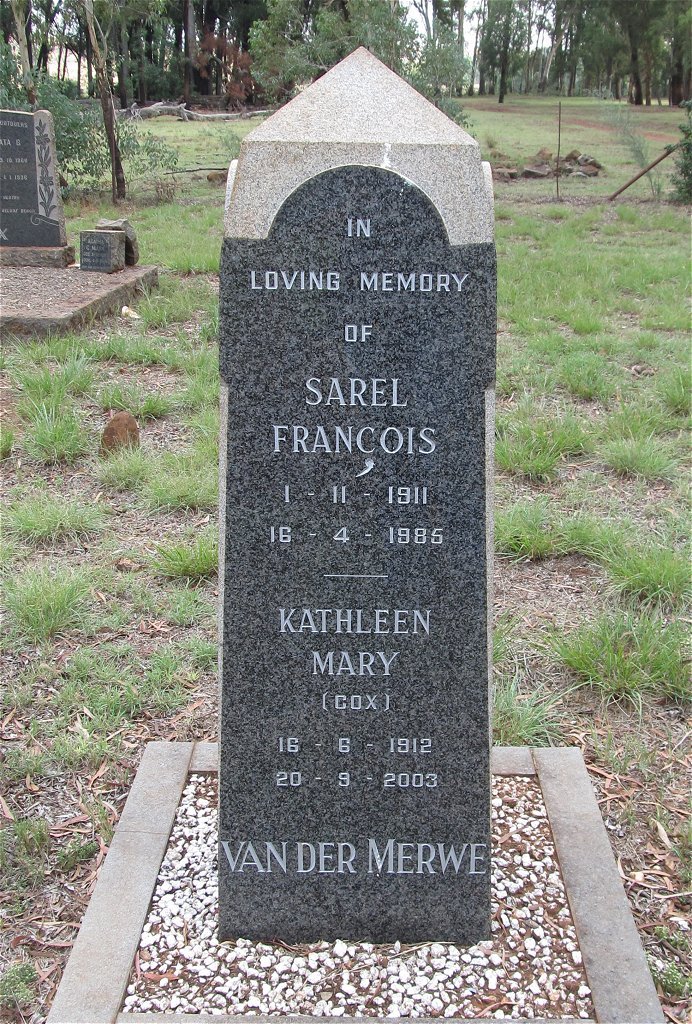 IN
LOVING MEMORY
OF
SAREL
FRANÇOIS
1 - 11 - 1911
16 - 4 - 1985
KATHLEEN
MARY
(COX)
16 - 6 - 1912
20 - 9 - 2003
VAN DER MERWE